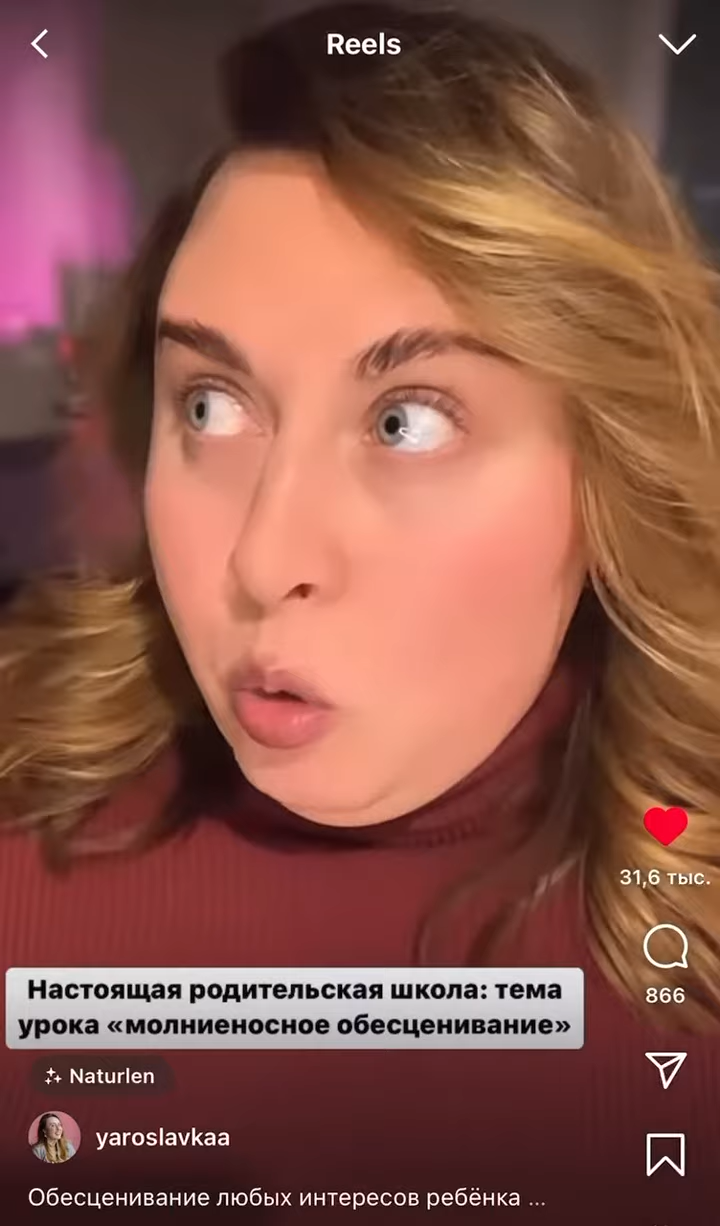 Reels
31,6 тыс.
866
Настоящая родительская школа: тема
урока «молниеносное обесценивание»
Naturlen
yaroslavkaa
Обесценивание любых интересов ребёнка ...